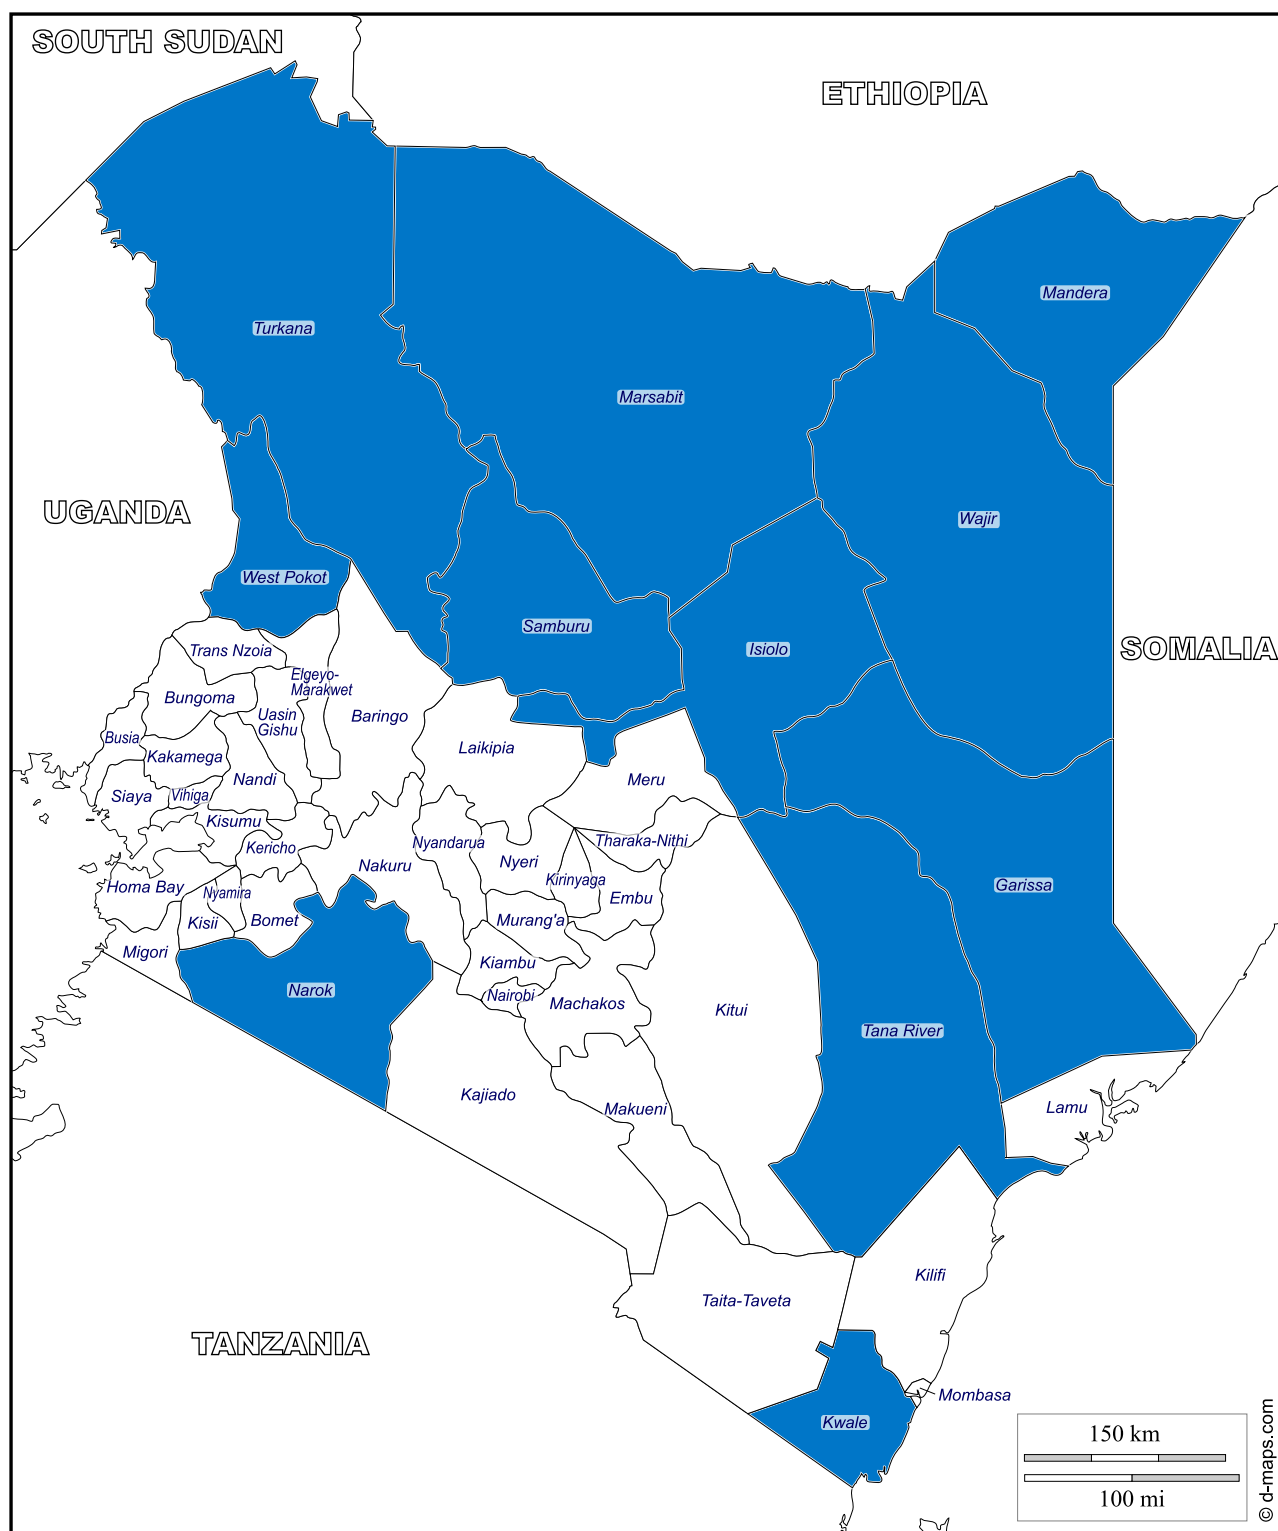 SOUTH SUDAN
ETHIOPIA
Mandera
Turkana
Marsabit
UGANDA
Wajir
West Pokot
Samburu
Isiolo
SOMALIA
Trans Nzoia
Elgeyo-
Marakwet
Bungoma
Uasin
Gishu
Baringo
Busia
Laikipia
Kakamega
Nandi
Meru
Siaya
Vihiga
Kisumu
Kericho
Nyandarua
Tharaka-Nithi
Nyeri
Nakuru
Kirinyaga
Homa Bay
Nyamira
Embu
Garissa
Kisii
Bomet
Murang'a
Migori
Kiambu
Narok
Nairobi
Machakos
Kitui
Tana River
Kajiado
Makueni
Lamu
Kilifi
Taita-Taveta
TANZANIA
Mombasa
Kwale
150 km
100 mi
© d-maps.com